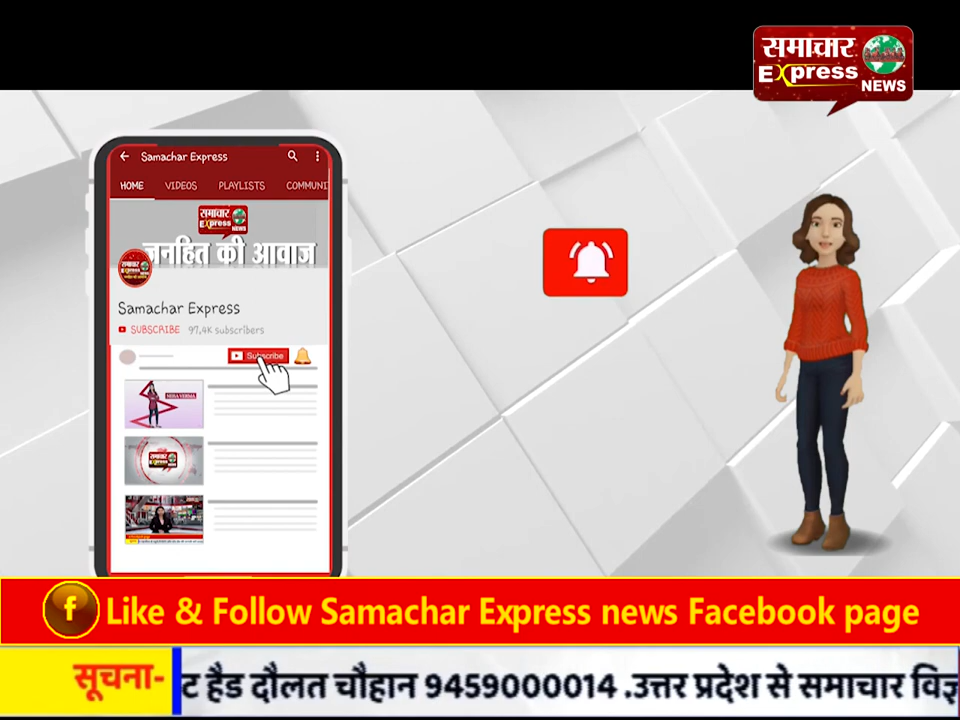 समाचार
Express
NEWS
Samachar Express
HOME VIDEOS PLAYLISTS COMMUNI
समाचार
Express
NEWS
जनहित की आवाज
Samachar Express
SUBSCRIBE 97,4K subscribers
Subscribe
f Like & Follow Samachar Express news Facebook page
सूचना- ट हैड दौलत चौहान 9459000014 .उत्तर प्रदेश से समाचार विज्ञ